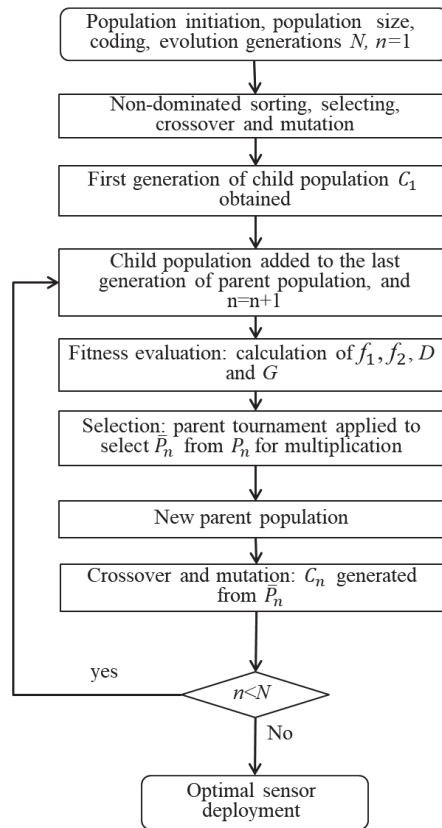 Population initiation, population size,
coding, evolution generations N, n=1
Non-dominated sorting, selecting,
crossover and mutation
First generation of child population C₁
obtained
Child population added to the last
generation of parent population, and
n=n+1
Fitness evaluation: calculation of f₁, f₂, D
and G
Selection: parent tournament applied to
select P̄ₙ from Pₙ for multiplication
New parent population
Crossover and mutation: Cₙ generated
from P̄ₙ
yes
n<N
No
Optimal sensor
deployment